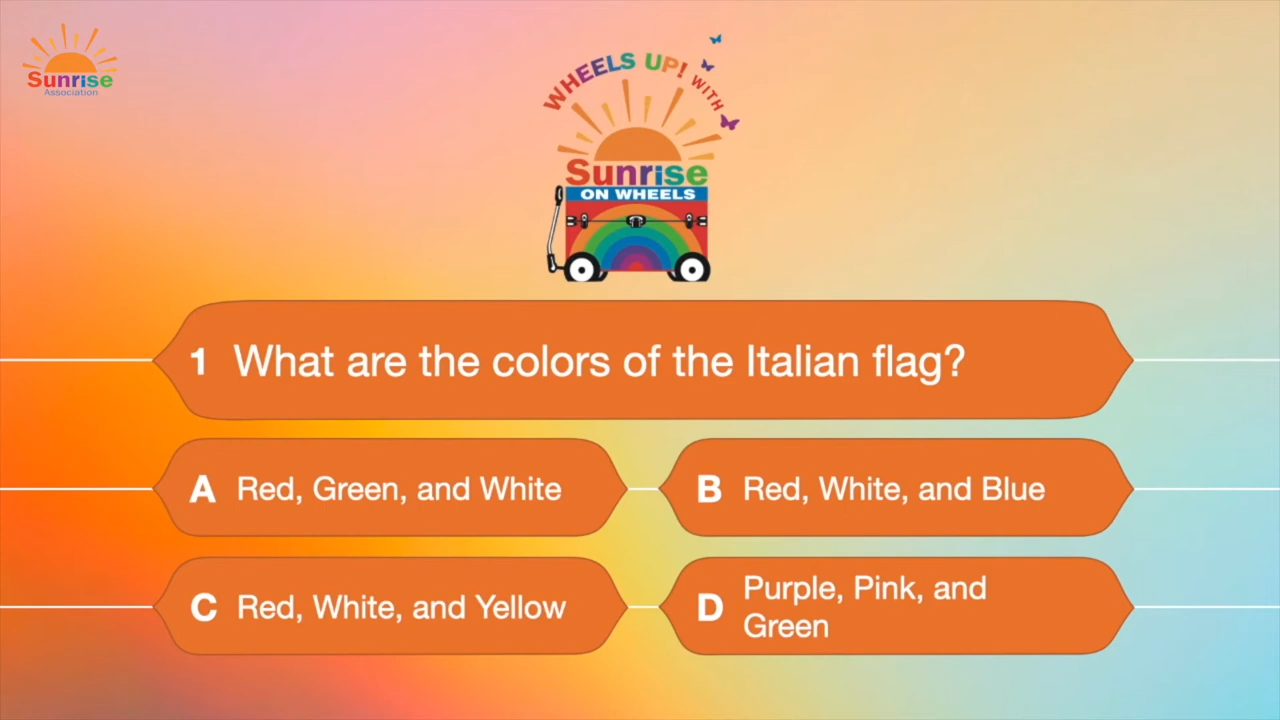 Sunrise
Association
WHEELS UP! WITH
Sunrise
ON WHEELS
1 What are the colors of the Italian flag?
A Red, Green, and White
B Red, White, and Blue
C Red, White, and Yellow
D Purple, Pink, and
Green